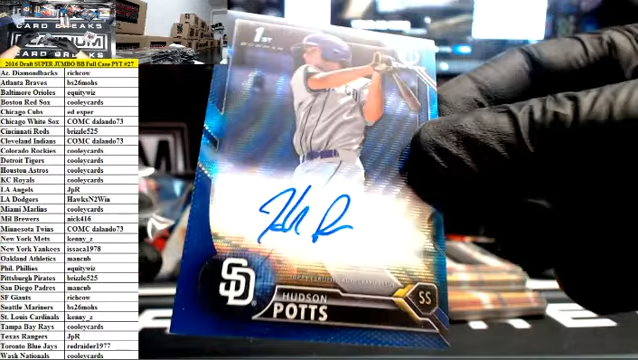 CARD BREAKS
2016 Draft SUPER JUMBO BB Full Case PYT #27
Az. Diamondbacks richcow
Atlanta Braves bs26mohs
Baltimore Orioles equitywiz
Boston Red Sox cooleycards
Chicago Cubs ed esper
Chicago White Sox COMC dalando73
Cincinnati Reds brizzle525
Cleveland Indians COMC dalando73
Colorado Rockies cooleycards
Detroit Tigers cooleycards
Houston Astros cooleycards
KC Royals cooleycards
LA Angels JpR
LA Dodgers HawksN2Win
Miami Marlins cooleycards
Mil Brewers nick416
Minnesota Twins COMC dalando73
New York Mets kenny_z
New York Yankees issaca1978
Oakland Athletics mancub
Phil. Phillies equitywiz
Pittsburgh Pirates brizzle525
San Diego Padres mancub
SF Giants richcow
Seattle Mariners bs26mohs
St. Louis Cardinals kenny_z
Tampa Bay Rays cooleycards
Texas Rangers JpR
Toronto Blue Jays redraider1977
Wash Nationals cooleycards
1ST
SD
SS
HUDSON
POTTS